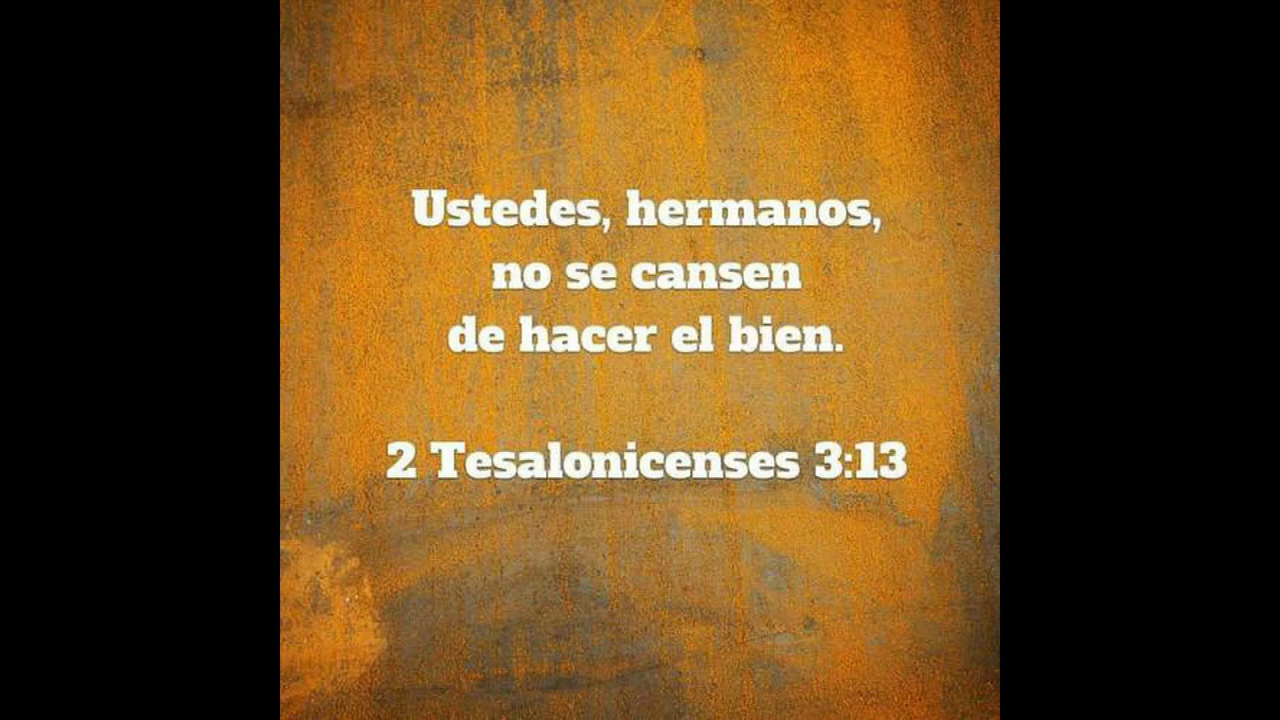 Ustedes, hermanos,
no se cansen
de hacer el bien.
2 Tesalonicenses 3:13